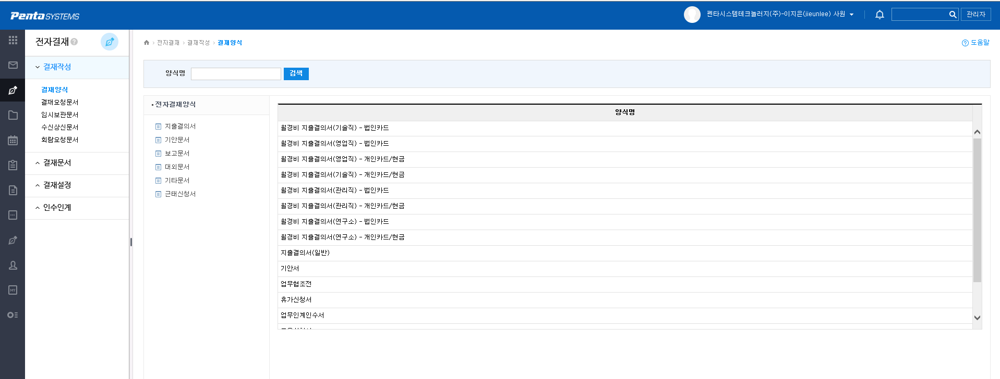 Penta SYSTEMS
펜타시스템테크놀러지(주)-이지은(jieunlee) 사원
관리자
전자결재
결재작성
결재양식
결재요청문서
임시보관문서
수신상신문서
회람요청문서
결재문서
결재설정
인수인계
MY
전자결재 > 결재작성 > 결재양식
도움말
양식명
검색
• 전자결재양식
지출결의서
기안문서
보고문서
대외문서
기타문서
근태신청서
양식명
월경비 지출결의서(기술직) - 법인카드
월경비 지출결의서(영업직) - 법인카드
월경비 지출결의서(영업직) - 개인카드/현금
월경비 지출결의서(기술직) - 개인카드/현금
월경비 지출결의서(관리직) - 법인카드
월경비 지출결의서(관리직) - 개인카드/현금
월경비 지출결의서(연구소) - 법인카드
월경비 지출결의서(연구소) - 개인카드/현금
지출결의서(일반)
기안서
업무협조전
휴가신청서
업무인계인수서